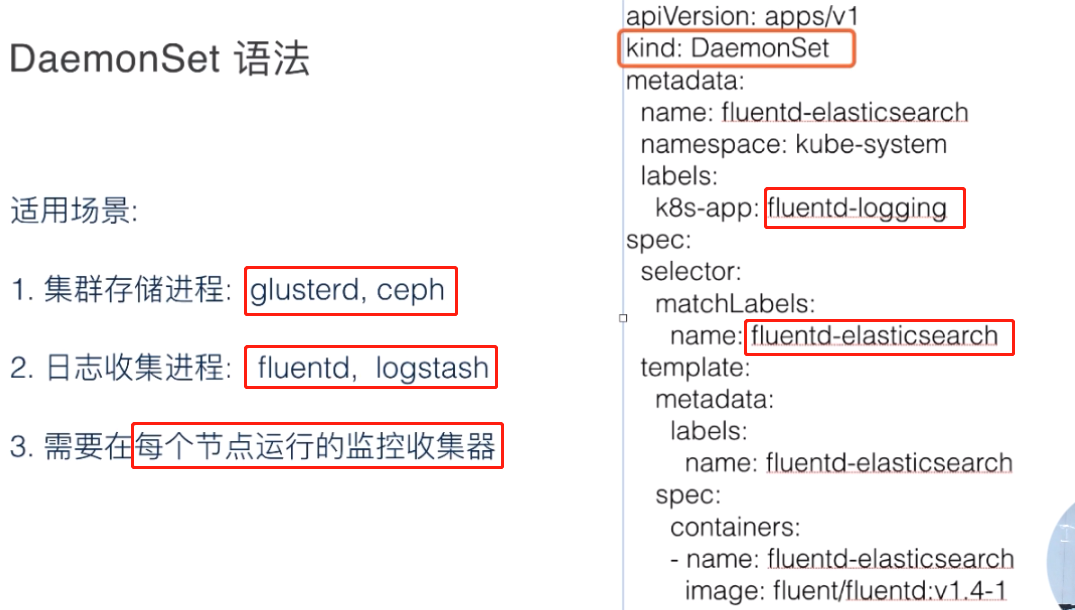 DaemonSet 语法
适用场景:
1. 集群存储进程: glusterd, ceph
2. 日志收集进程: fluentd, logstash
3. 需要在每个节点运行的监控收集器
apiVersion: apps/v1
kind: DaemonSet
metadata:
name: fluentd-elasticsearch
namespace: kube-system
labels:
k8s-app: fluentd-logging
spec:
selector:
matchLabels:
name: fluentd-elasticsearch
template:
metadata:
labels:
name: fluentd-elasticsearch
spec:
containers:
- name: fluentd-elasticsearch
image: fluent/fluentd:v1.4-1